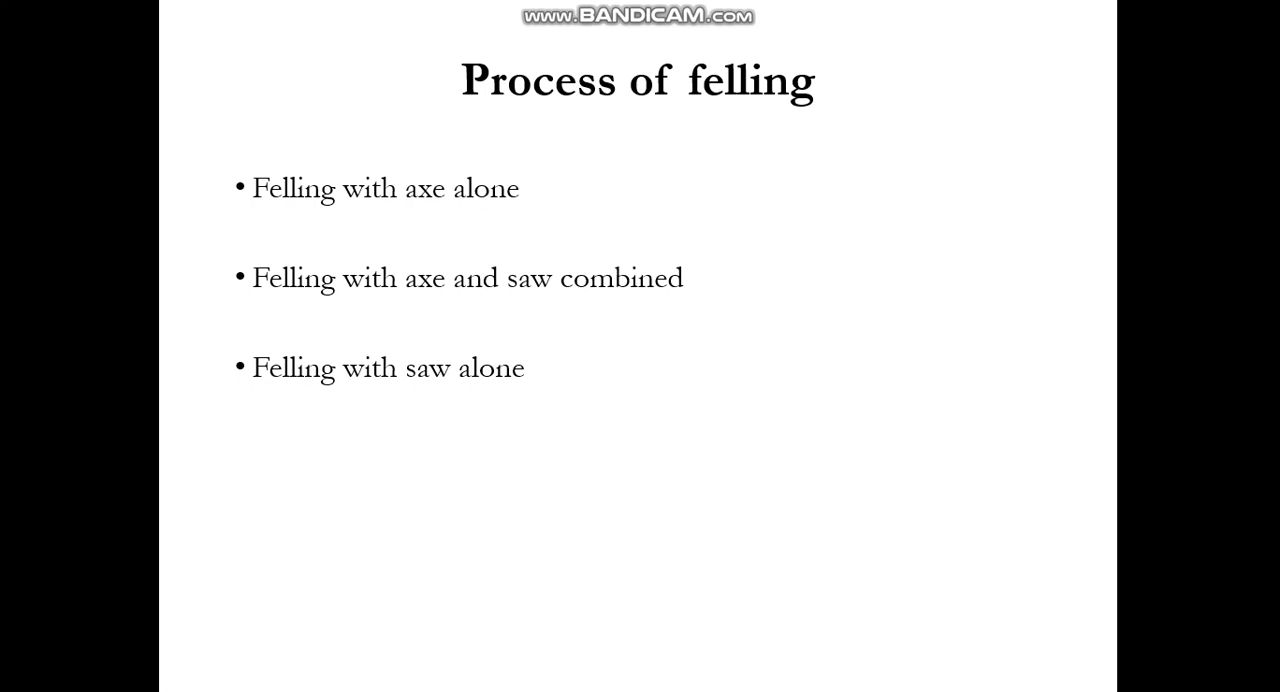 www.BANDICAM.com
Process of felling
• Felling with axe alone
• Felling with axe and saw combined
• Felling with saw alone